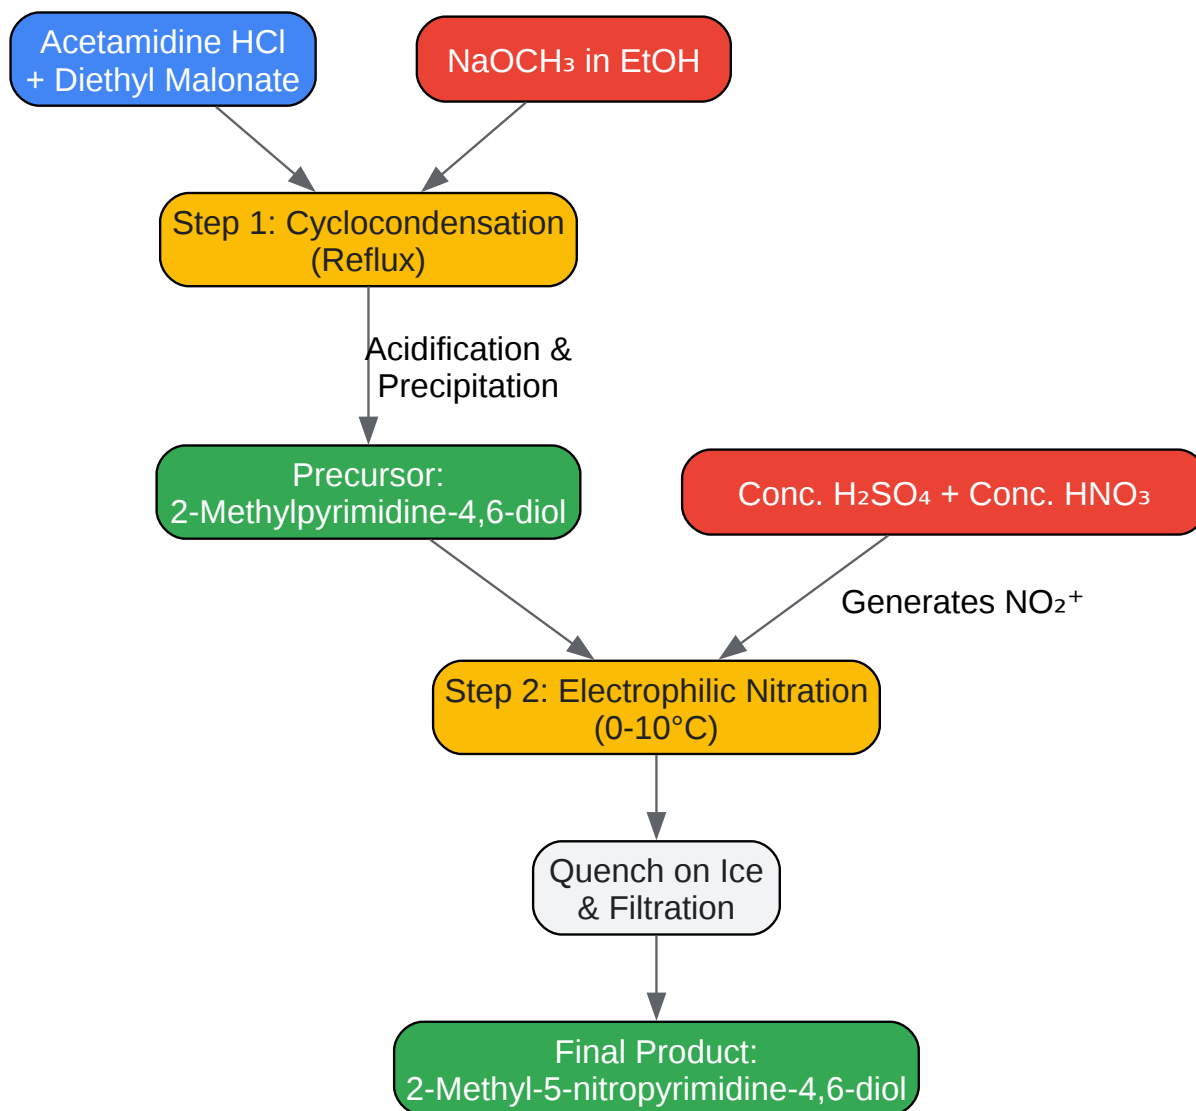 Acetamidine HCl
+ Diethyl Malonate
NaOCH₃ in EtOH
Step 1: Cyclocondensation
(Reflux)
Acidification &
Precipitation
Precursor:
2-Methylpyrimidine-4,6-diol
Conc. H₂SO₄ + Conc. HNO₃
Generates NO₂⁺
Step 2: Electrophilic Nitration
(0-10°C)
Quench on Ice
& Filtration
Final Product:
2-Methyl-5-nitropyrimidine-4,6-diol